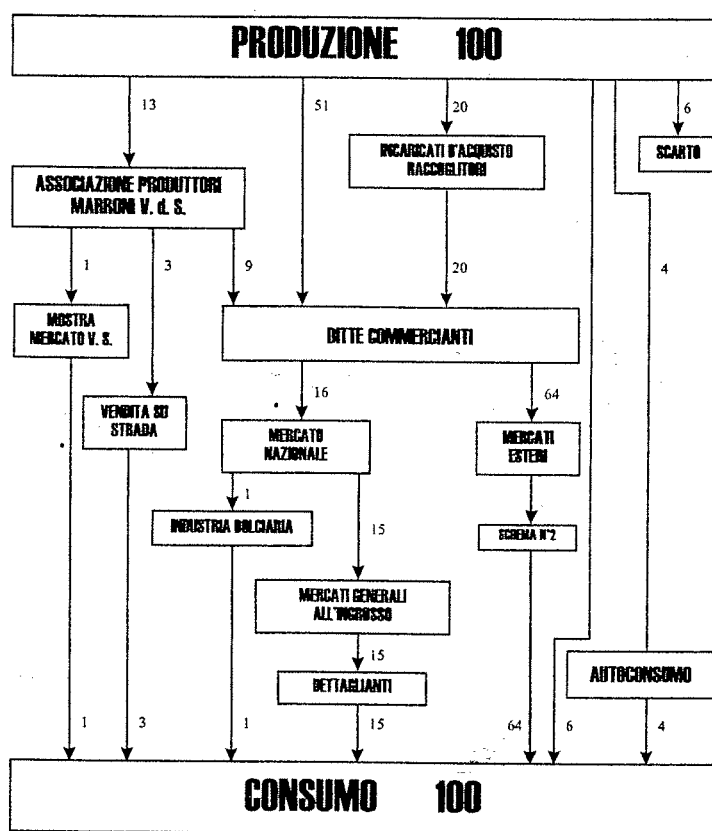 PRODUZIONE 100
13
51
20
6
INCARICATI D'ACQUISTO
RACCOGLITORI
SCARTO
ASSOCIAZIONE PRODUTTORI
MARRONI V. d. S.
1
3
9
20
4
MOSTRA
MERCATO V. S.
DITTE COMMERCIANTI
16
64
VENDITA SU
STRADA
MERCATO
NAZIONALE
MERCATI
ESTERI
1
INDUSTRIA DOLCIARIA
15
SCHEMA N°2
MERCATI GENERALI
ALL'INGROSSO
15
DETTAGLIANTI
AUTOCONSUMO
1
3
1
15
64
6
4
CONSUMO 100